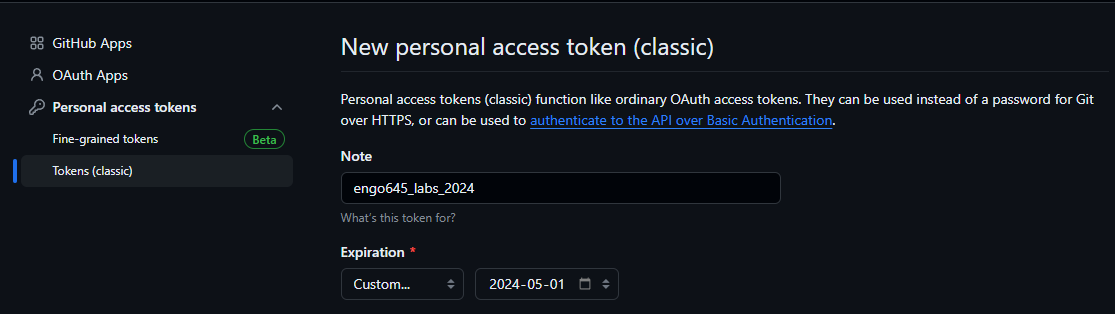 GitHub Apps
OAuth Apps
Personal access tokens
Fine-grained tokens Beta
Tokens (classic)
New personal access token (classic)
Personal access tokens (classic) function like ordinary OAuth access tokens. They can be used instead of a password for Git
over HTTPS, or can be used to authenticate to the API over Basic Authentication.
Note
engo645_labs_2024
What's this token for?
Expiration *
Custom... 2024-05-01